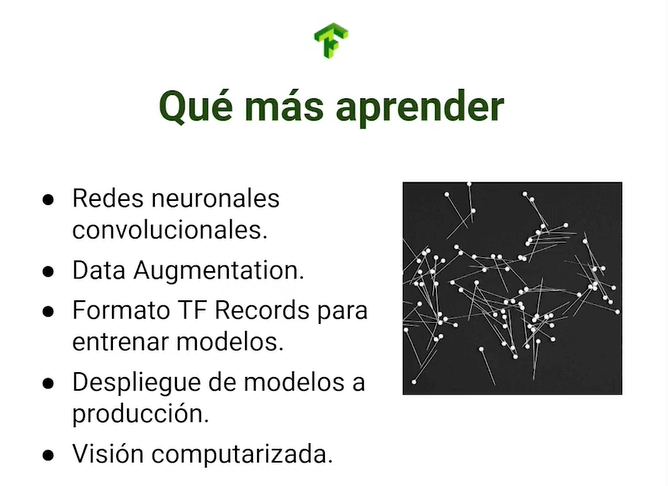 Qué más aprender
● Redes neuronales
convolucionales.
● Data Augmentation.
● Formato TF Records para
entrenar modelos.
● Despliegue de modelos a
producción.
● Visión computarizada.